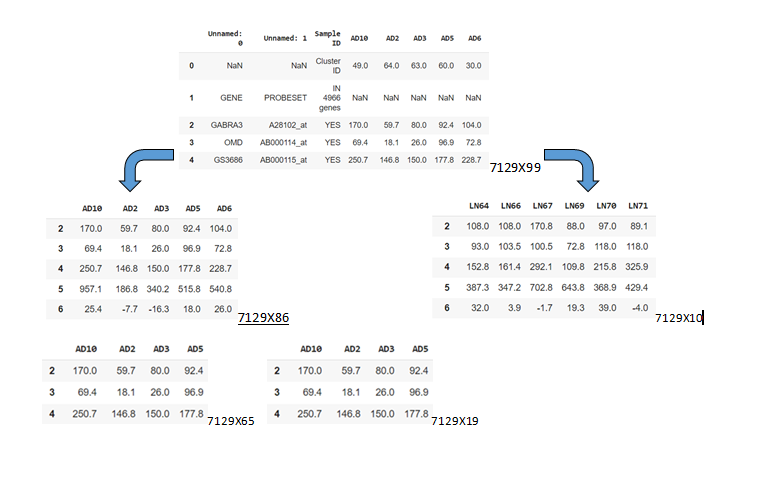 Unnamed: 0 Unnamed: 1 Sample ID AD10 AD2 AD3 AD5 AD6
0 NaN NaN Cluster ID 49.0 64.0 63.0 60.0 30.0
1 GENE PROBESET IN 4966 genes NaN NaN NaN NaN NaN
2 GABRA3 A28102_at YES 170.0 59.7 80.0 92.4 104.0
3 OMD AB000114_at YES 69.4 18.1 26.0 96.9 72.8
4 GS3686 AB000115_at YES 250.7 146.8 150.0 177.8 228.7
7129X99
AD10 AD2 AD3 AD5 AD6
2 170.0 59.7 80.0 92.4 104.0
3 69.4 18.1 26.0 96.9 72.8
4 250.7 146.8 150.0 177.8 228.7
5 957.1 186.8 340.2 515.8 540.8
6 25.4 -7.7 -16.3 18.0 26.0
7129X86
LN64 LN66 LN67 LN69 LN70 LN71
2 108.0 108.0 170.8 88.0 97.0 89.1
3 93.0 103.5 100.5 72.8 118.0 118.0
4 152.8 161.4 292.1 109.8 215.8 325.9
5 387.3 347.2 702.8 643.8 368.9 429.4
6 32.0 3.9 -1.7 19.3 39.0 -4.0
7129X10
AD10 AD2 AD3 AD5
2 170.0 59.7 80.0 92.4
3 69.4 18.1 26.0 96.9
4 250.7 146.8 150.0 177.8
7129X65
AD10 AD2 AD3 AD5
2 170.0 59.7 80.0 92.4
3 69.4 18.1 26.0 96.9
4 250.7 146.8 150.0 177.8
7129X19